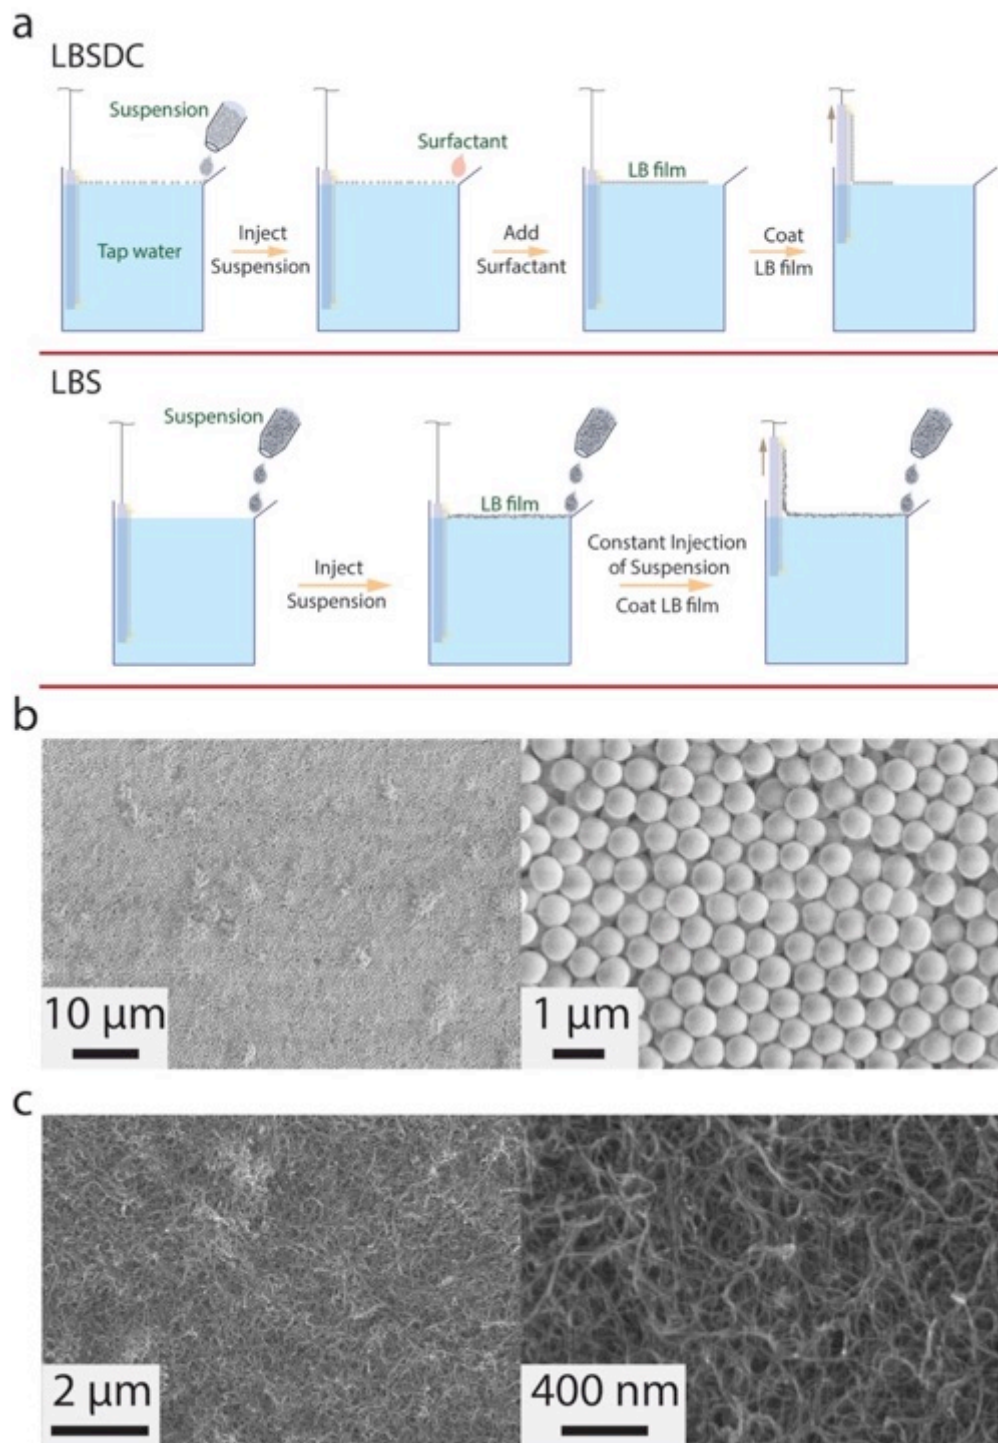 a
LBSDC
Suspension
Tap water
Inject
Suspension
Surfactant
Add
Surfactant
LB film
Coat
LB film
LBS
Suspension
Inject
Suspension
LB film
Constant Injection
of Suspension
Coat LB film
b
10 μm
1 μm
c
2 μm
400 nm